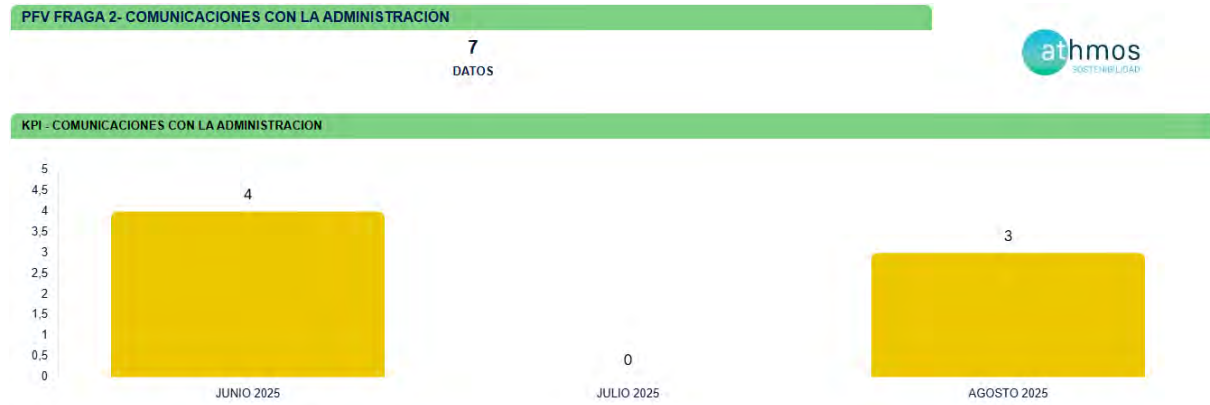 PFV FRAGA 2- COMUNICACIONES CON LA ADMINISTRACIÓN
7
DATOS
athmos
SOSTENIBILIDAD
KPI - COMUNICACIONES CON LA ADMINISTRACION
5
4,5
4
3,5
3
2,5
2
1,5
1
0,5
0
4
0
3
JUNIO 2025
JULIO 2025
AGOSTO 2025